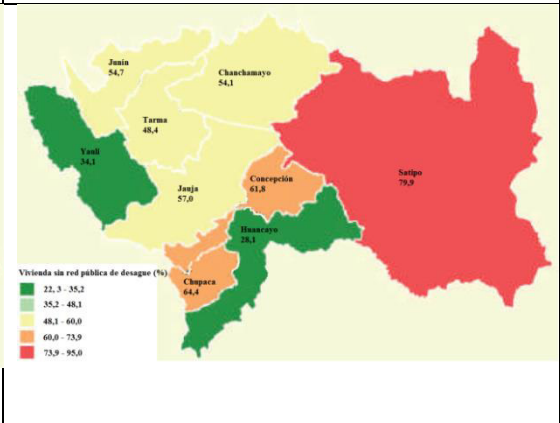 Junín
54,7
Chanchamayo
54,1
Tarma
48,4
Yauli
34,1
Concepción
61,8
Satipo
79,9
Jauja
57,0
Huancayo
28,1
Vivienda sin red pública de desague (%)
Chupaca
64,4
22, 3 - 35,2
35,2 - 48,1
48,1 - 60,0
60,0 - 73,9
73,9 - 95,0